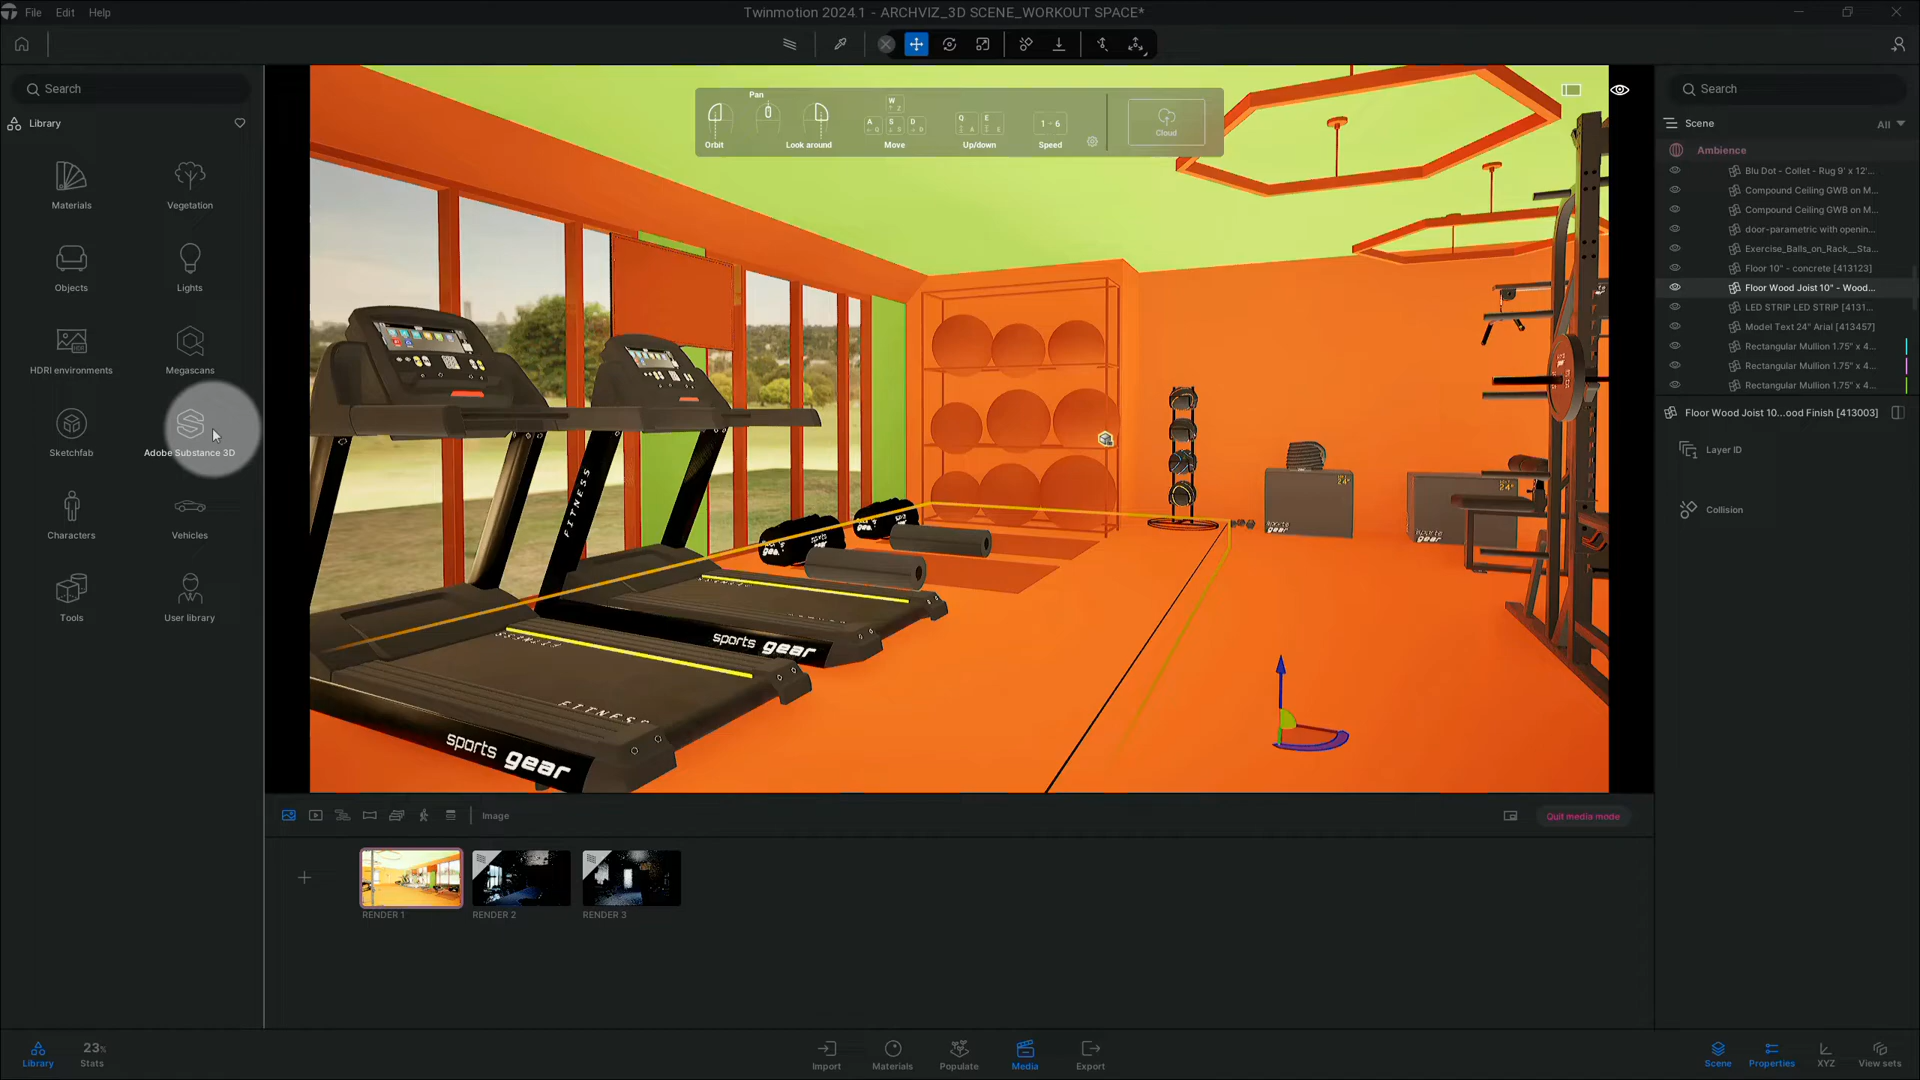 File Edit Help
Twinmotion 2024.1 - ARCHVIZ_3D SCENE_WORKOUT SPACE*
Search
Library
Materials
Vegetation
Objects
Lights
HDRI environments
Megascans
Sketchfab
Adobe Substance 3D
Characters
Vehicles
Tools
User library
Pan
Orbit
Look around
W
A S D
Move
Q E
Up/down
1 - 6
Speed
Cloud
FITNESS
sports gear
FITNESS
sports gear
sports gear
sports gear
24"
24"
Search
Scene
All
Ambience
Blu Dot - Collet - Rug 9' x 12'...
Compound Ceiling GWB on M...
Compound Ceiling GWB on M...
door-parametric with openin...
Exercise_Balls_on_Rack__Sta...
Floor 10" - concrete [413123]
Floor Wood Joist 10" - Wood...
LED STRIP LED STRIP [4131...
Model Text 24" Arial [413457]
Rectangular Mullion 1.75" x 4...
Rectangular Mullion 1.75" x 4...
Rectangular Mullion 1.75" x 4...
Floor Wood Joist 10...ood Finish [413003]
Layer ID
Collision
Image
Quit media mode
RENDER 1
RENDER 2
RENDER 3
Library
23%
Stats
Import
Materials
Populate
Media
Export
Scene
Properties
XYZ
View sets